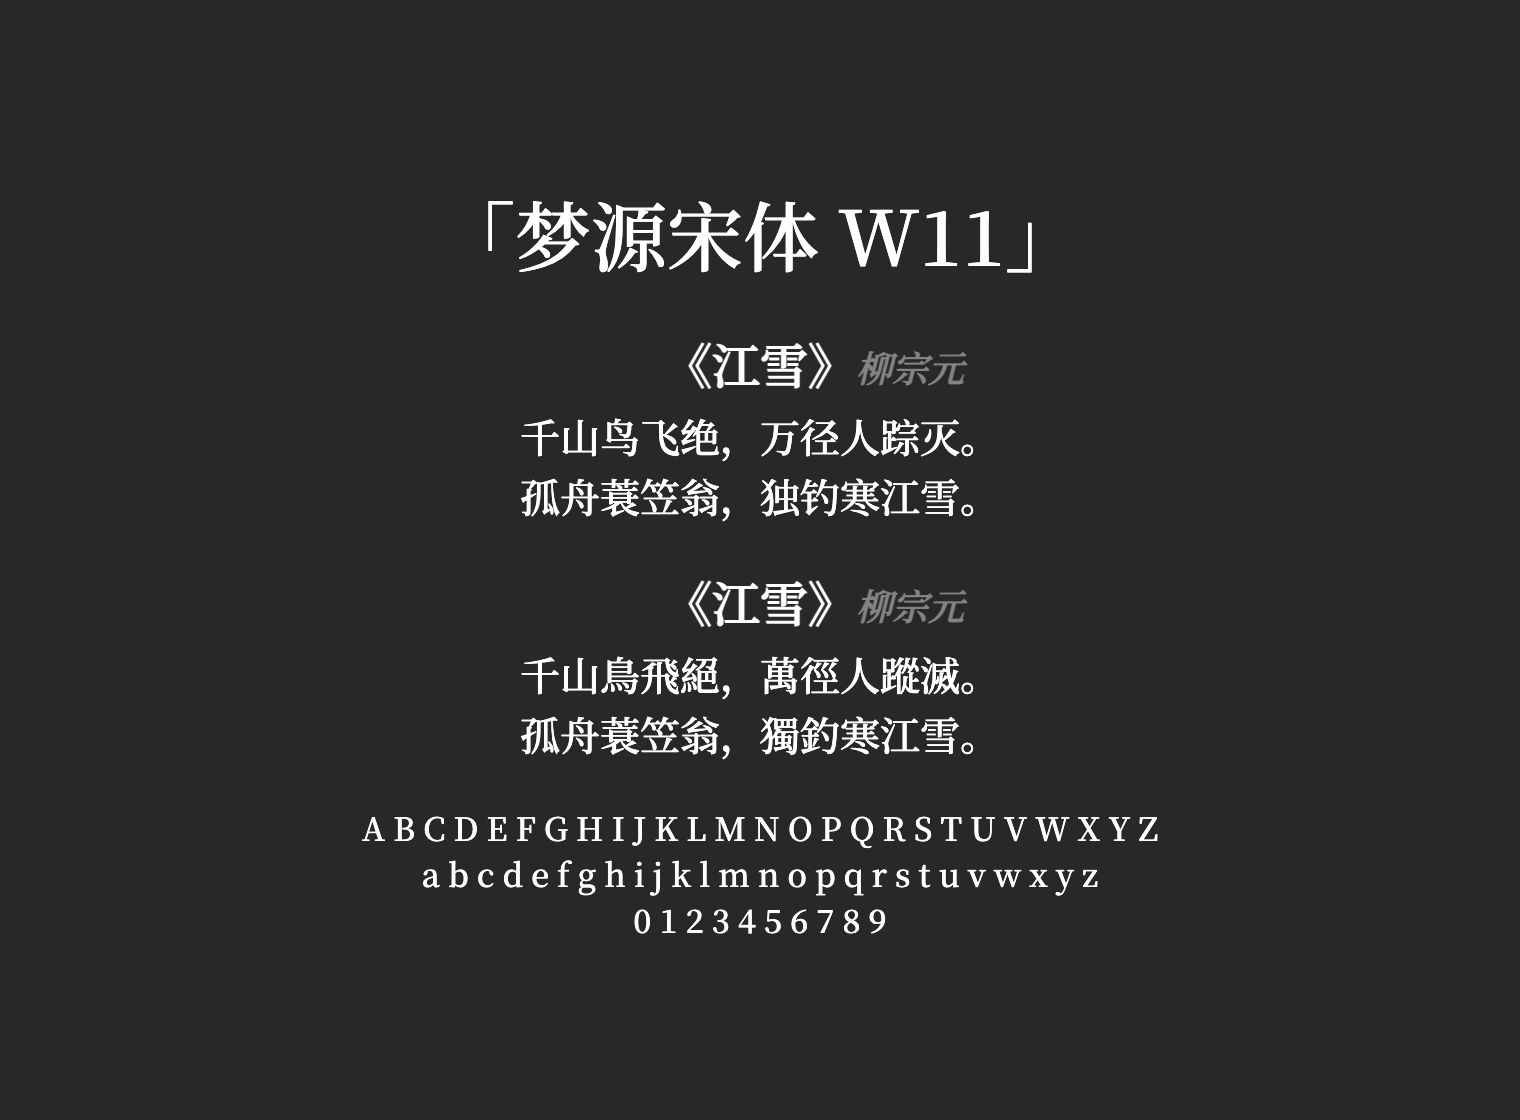 「梦源宋体 W11」
《江雪》 柳宗元
千山鸟飞绝，万径人踪灭。
孤舟蓑笠翁，独钓寒江雪。
《江雪》 柳宗元
千山鳥飛絕，萬徑人蹤滅。
孤舟蓑笠翁，獨釣寒江雪。
A B C D E F G H I J K L M N O P Q R S T U V W X Y Z
a b c d e f g h i j k l m n o p q r s t u v w x y z
0 1 2 3 4 5 6 7 8 9